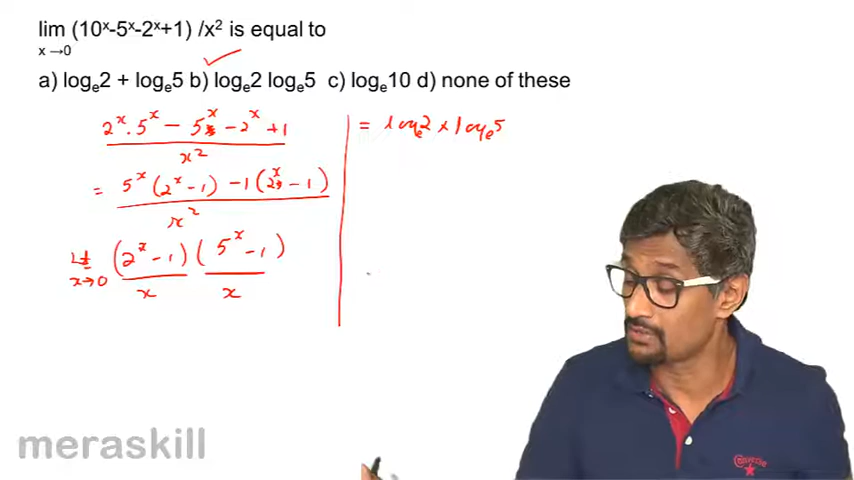 lim (10ˣ-5ˣ-2ˣ+1) /x² is equal to
x →0
a) logₑ2 + logₑ5 b) logₑ2 logₑ5 c) logₑ10 d) none of these
2ˣ.5ˣ – 5ˣ – 2ˣ + 1
x²
= 5ˣ (2ˣ – 1) – 1 (2ˣ – 1)
x²
Lt (2ˣ – 1) (5ˣ – 1)
x→0 x x
= logₑ2 × logₑ5
meraskill
Converse